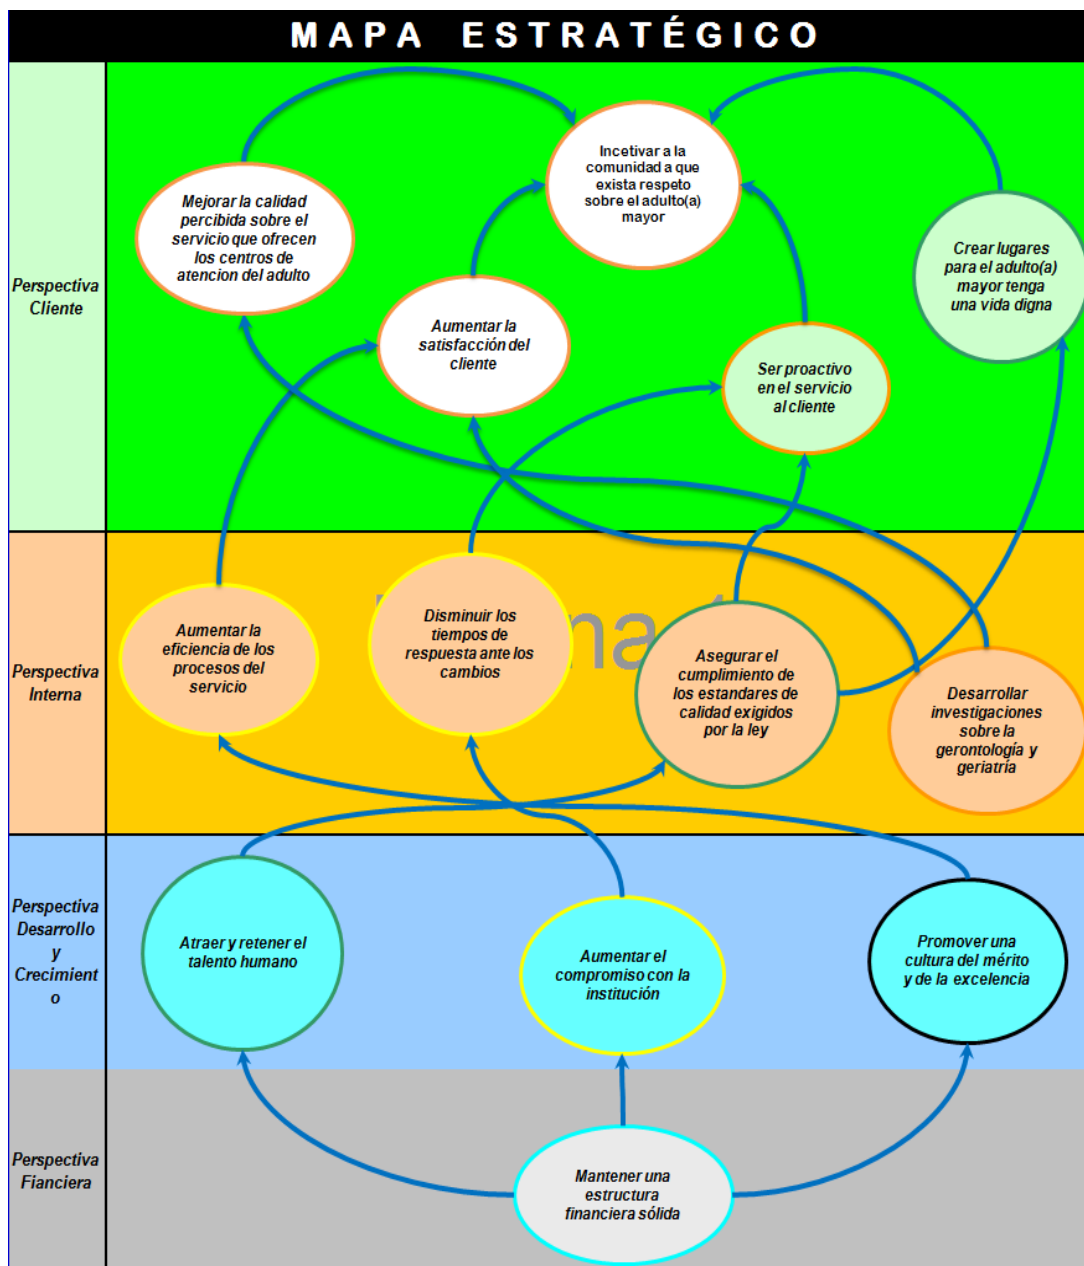 MAPA ESTRATÉGICO
Perspectiva
Cliente
Incetivar a la
comunidad a que
exista respeto
sobre el adulto(a)
mayor
Mejorar la calidad
percibida sobre el
servicio que ofrecen
los centros de
atencion del adulto
Crear lugares
para el adulto(a)
mayor tenga
una vida digna
Aumentar la
satisfacción del
cliente
Ser proactivo
en el servicio
al cliente
Perspectiva
Interna
Aumentar la
eficiencia de los
procesos del
servicio
Disminuir los
tiempos de
respuesta ante los
cambios
Asegurar el
cumplimiento de
los estandares de
calidad exigidos
por la ley
Desarrollar
investigaciones
sobre la
gerontología y
geriatría
Perspectiva
Desarrollo
y
Crecimient
o
Atraer y retener el
talento humano
Aumentar el
compromiso con la
institución
Promover una
cultura del mérito
y de la excelencia
Perspectiva
Fianciera
Mantener una
estructura
financiera sólida